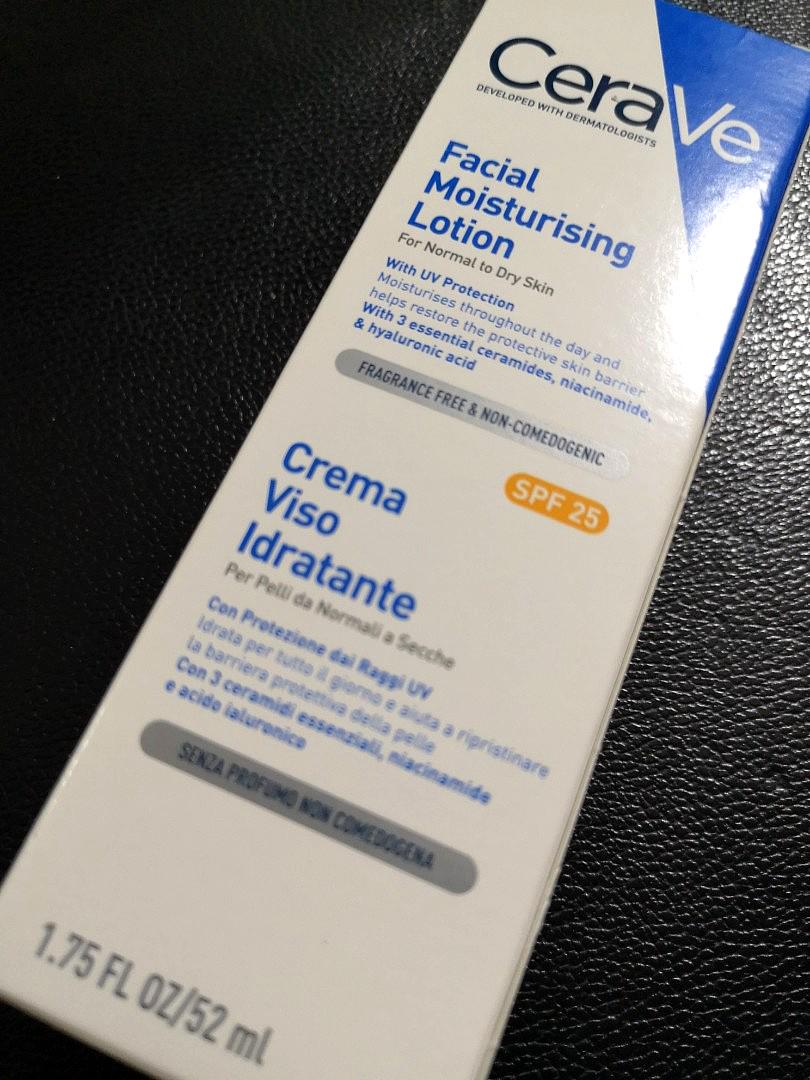 CeraVe
DEVELOPED WITH DERMATOLOGISTS
Facial
Moisturising
Lotion
For Normal to Dry Skin
With UV Protection
Moisturises throughout the day and
helps restore the protective skin barrier
With 3 essential ceramides, niacinamide,
& hyaluronic acid
FRAGRANCE FREE & NON-COMEDOGENIC
SPF 25
Crema
Viso
Idratante
Per Pelli da Normali a Secche
Con Protezione dai Raggi UV
Idrata per tutto il giorno e aiuta a ripristinare
la barriera protettiva della pelle
Con 3 ceramidi essenziali, niacinamide
e acido ialuronico
SENZA PROFUMO NON COMEDOGENA
1.75 FL OZ/52 ml